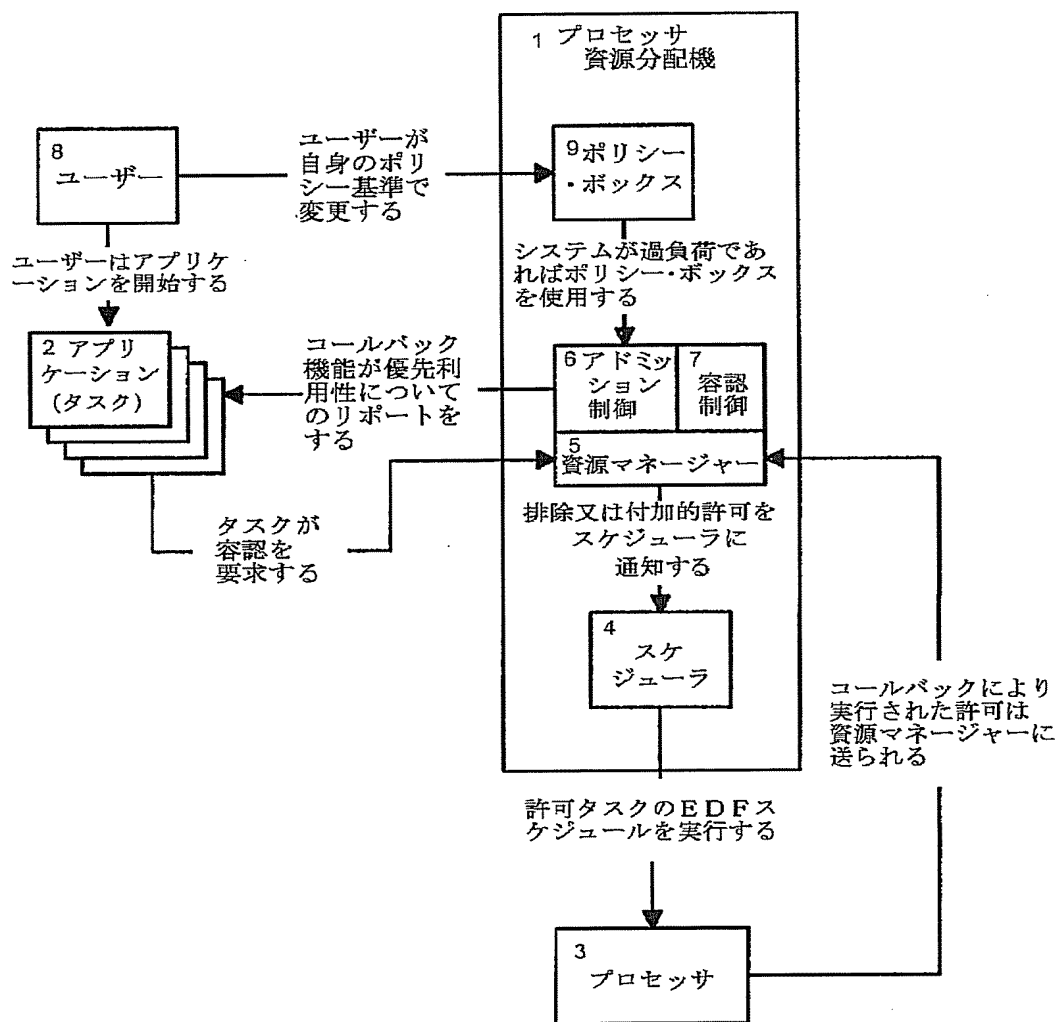 1 プロセッサ
資源分配機
8
ユーザー
ユーザーが
自身のポリ
シー基準で
変更する
9ポリシー
・ボックス
ユーザーはアプリケ
ーションを開始する
システムが過負荷であ
ればポリシー・ボックス
を使用する
2 アプリ
ケーション
(タスク)
コールバック
機能が優先利
用性について
のリポートを
する
6アドミッ
ション
制御
7
容認
制御
5
資源マネージャー
タスクが
容認を
要求する
排除又は付加的許可を
スケジューラに
通知する
4
スケ
ジューラ
コールバックにより
実行された許可は
資源マネージャーに
送られる
許可タスクのEDFス
ケジュールを実行する
3
プロセッサ